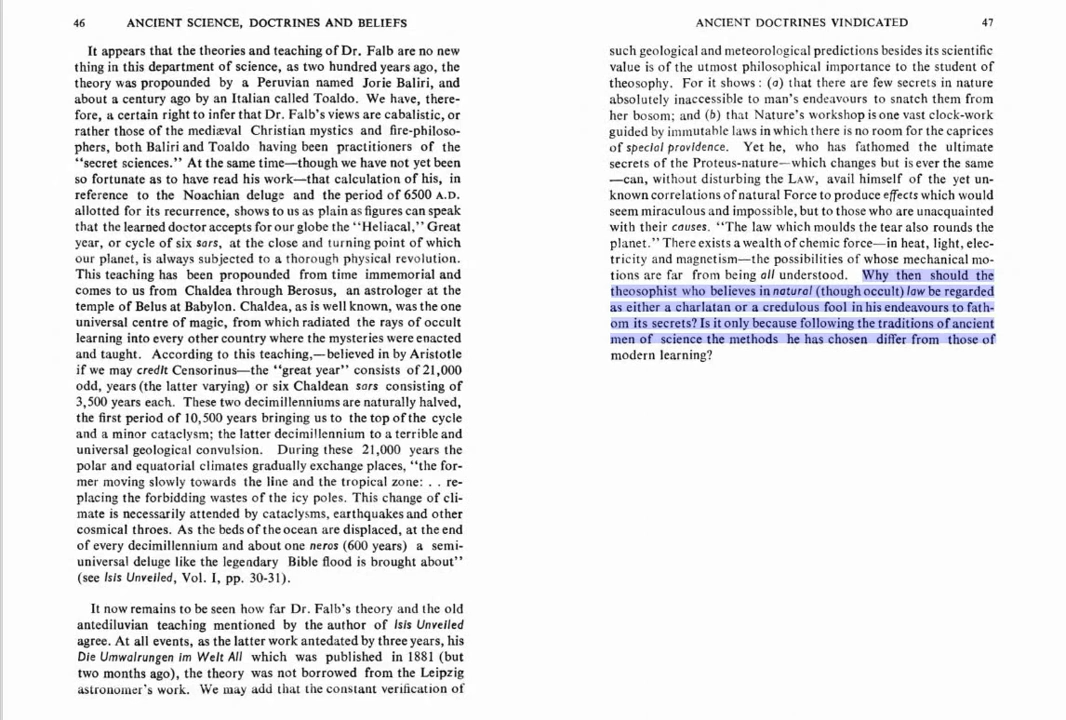 46 ANCIENT SCIENCE, DOCTRINES AND BELIEFS
It appears that the theories and teaching of Dr. Falb are no new
thing in this department of science, as two hundred years ago, the
theory was propounded by a Peruvian named Jorie Baliri, and
about a century ago by an Italian called Toaldo. We have, there-
fore, a certain right to infer that Dr. Falb's views are cabalistic, or
rather those of the mediæval Christian mystics and fire-philoso-
phers, both Baliri and Toaldo having been practitioners of the
“secret sciences.” At the same time—though we have not yet been
so fortunate as to have read his work—that calculation of his, in
reference to the Noachian deluge and the period of 6500 A.D.
allotted for its recurrence, shows to us as plain as figures can speak
that the learned doctor accepts for our globe the “Heliacal,” Great
year, or cycle of six sars, at the close and turning point of which
our planet, is always subjected to a thorough physical revolution.
This teaching has been propounded from time immemorial and
comes to us from Chaldea through Berosus, an astrologer at the
temple of Belus at Babylon. Chaldea, as is well known, was the one
universal centre of magic, from which radiated the rays of occult
learning into every other country where the mysteries were enacted
and taught. According to this teaching,—believed in by Aristotle
if we may credit Censorinus—the “great year” consists of 21,000
odd, years (the latter varying) or six Chaldean sars consisting of
3,500 years each. These two decimillenniums are naturally halved,
the first period of 10,500 years bringing us to the top of the cycle
and a minor cataclysm; the latter decimillennium to a terrible and
universal geological convulsion. During these 21,000 years the
polar and equatorial climates gradually exchange places, “the for-
mer moving slowly towards the line and the tropical zone: . . re-
placing the forbidding wastes of the icy poles. This change of cli-
mate is necessarily attended by cataclysms, earthquakes and other
cosmical throes. As the beds of the ocean are displaced, at the end
of every decimillennium and about one neros (600 years) a semi-
universal deluge like the legendary Bible flood is brought about”
(see Isis Unveiled, Vol. I, pp. 30-31).
It now remains to be seen how far Dr. Falb's theory and the old
antediluvian teaching mentioned by the author of Isis Unveiled
agree. At all events, as the latter work antedated by three years, his
Die Umwalrungen im Welt All which was published in 1881 (but
two months ago), the theory was not borrowed from the Leipzig
astronomer's work. We may add that the constant verification of
ANCIENT DOCTRINES VINDICATED 47
such geological and meteorological predictions besides its scientific
value is of the utmost philosophical importance to the student of
theosophy. For it shows : (a) that there are few secrets in nature
absolutely inaccessible to man's endeavours to snatch them from
her bosom; and (b) that Nature's workshop is one vast clock-work
guided by immutable laws in which there is no room for the caprices
of special providence. Yet he, who has fathomed the ultimate
secrets of the Proteus-nature—which changes but is ever the same
—can, without disturbing the LAW, avail himself of the yet un-
known correlations of natural Force to produce effects which would
seem miraculous and impossible, but to those who are unacquainted
with their causes. “The law which moulds the tear also rounds the
planet.” There exists a wealth of chemic force—in heat, light, elec-
tricity and magnetism—the possibilities of whose mechanical mo-
tions are far from being all understood. Why then should the
theosophist who believes in natural (though occult) law be regarded
as either a charlatan or a credulous fool in his endeavours to fath-
om its secrets? Is it only because following the traditions of ancient
men of science the methods he has chosen differ from those of
modern learning?